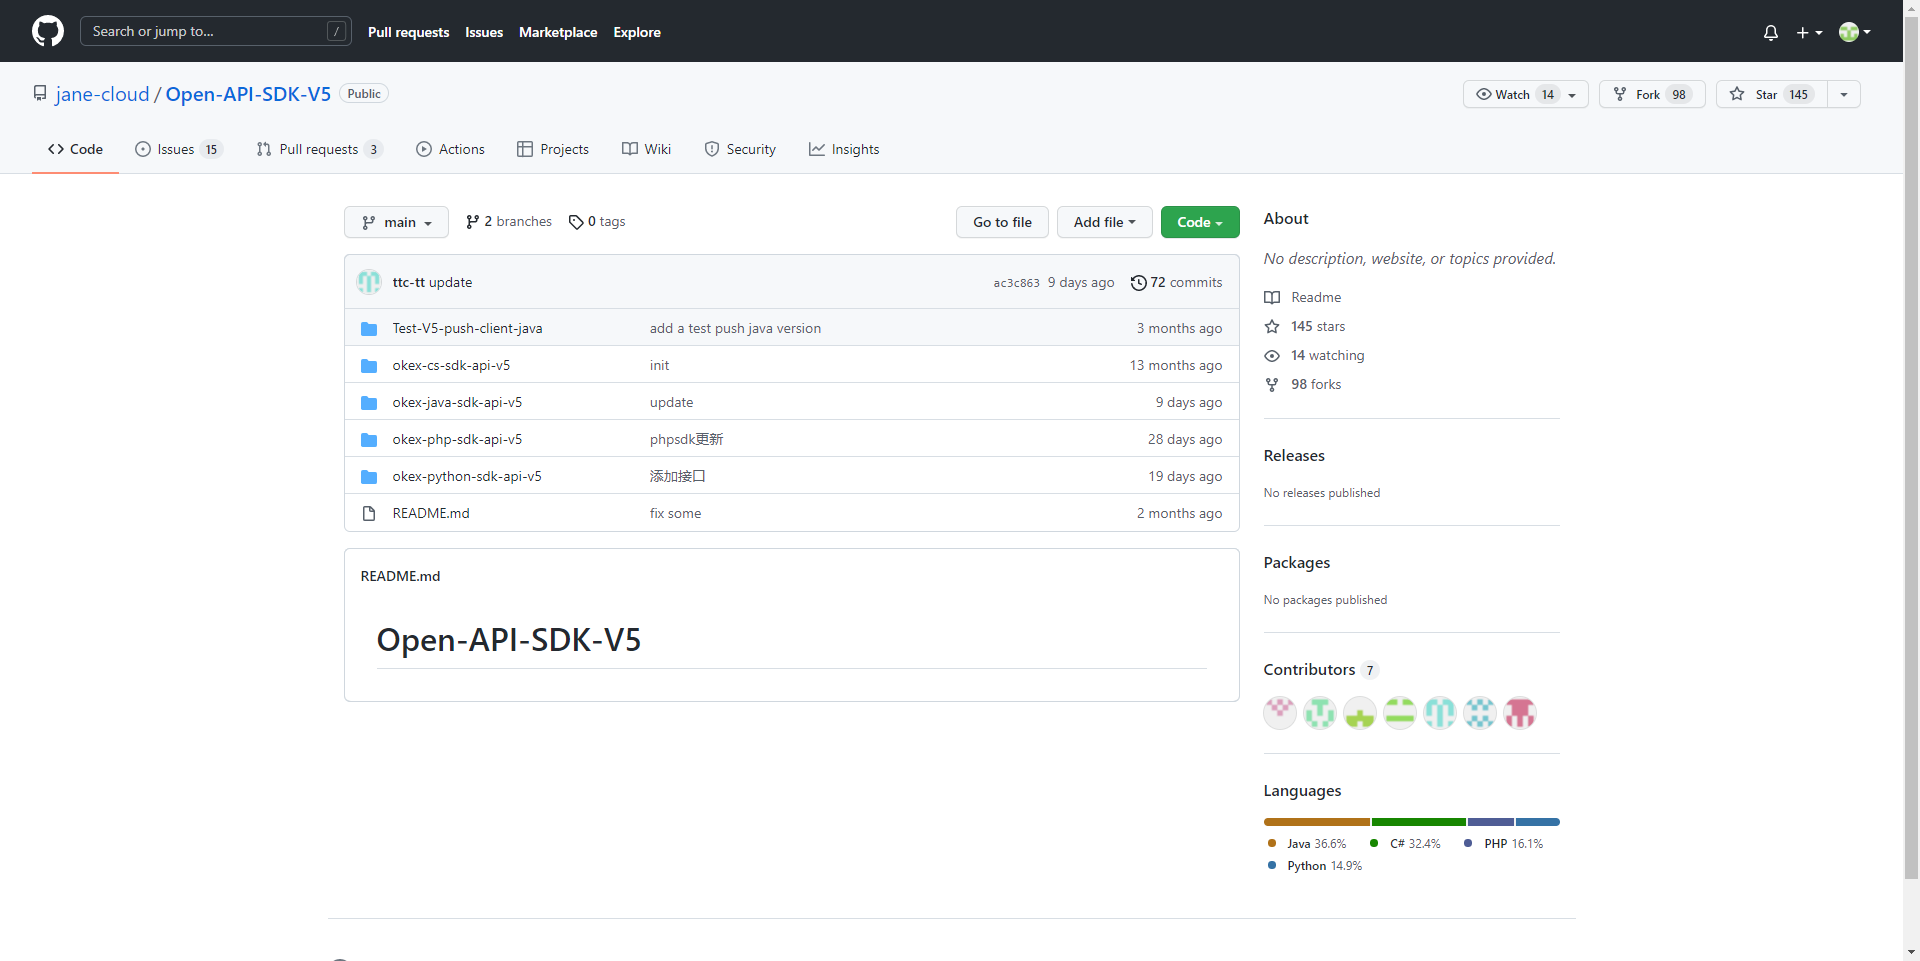 Search or jump to... / Pull requests Issues Marketplace Explore
jane-cloud / Open-API-SDK-V5 Public Watch 14 Fork 98 Star 145
Code Issues 15 Pull requests 3 Actions Projects Wiki Security Insights
main 2 branches 0 tags Go to file Add file Code
ttc-tt update ac3c863 9 days ago 72 commits
Test-V5-push-client-java add a test push java version 3 months ago
okex-cs-sdk-api-v5 init 13 months ago
okex-java-sdk-api-v5 update 9 days ago
okex-php-sdk-api-v5 phpsdk更新 28 days ago
okex-python-sdk-api-v5 添加接口 19 days ago
README.md fix some 2 months ago
README.md
Open-API-SDK-V5
About
No description, website, or topics provided.
Readme
145 stars
14 watching
98 forks
Releases
No releases published
Packages
No packages published
Contributors 7
Languages
Java 36.6% C# 32.4% PHP 16.1%
Python 14.9%